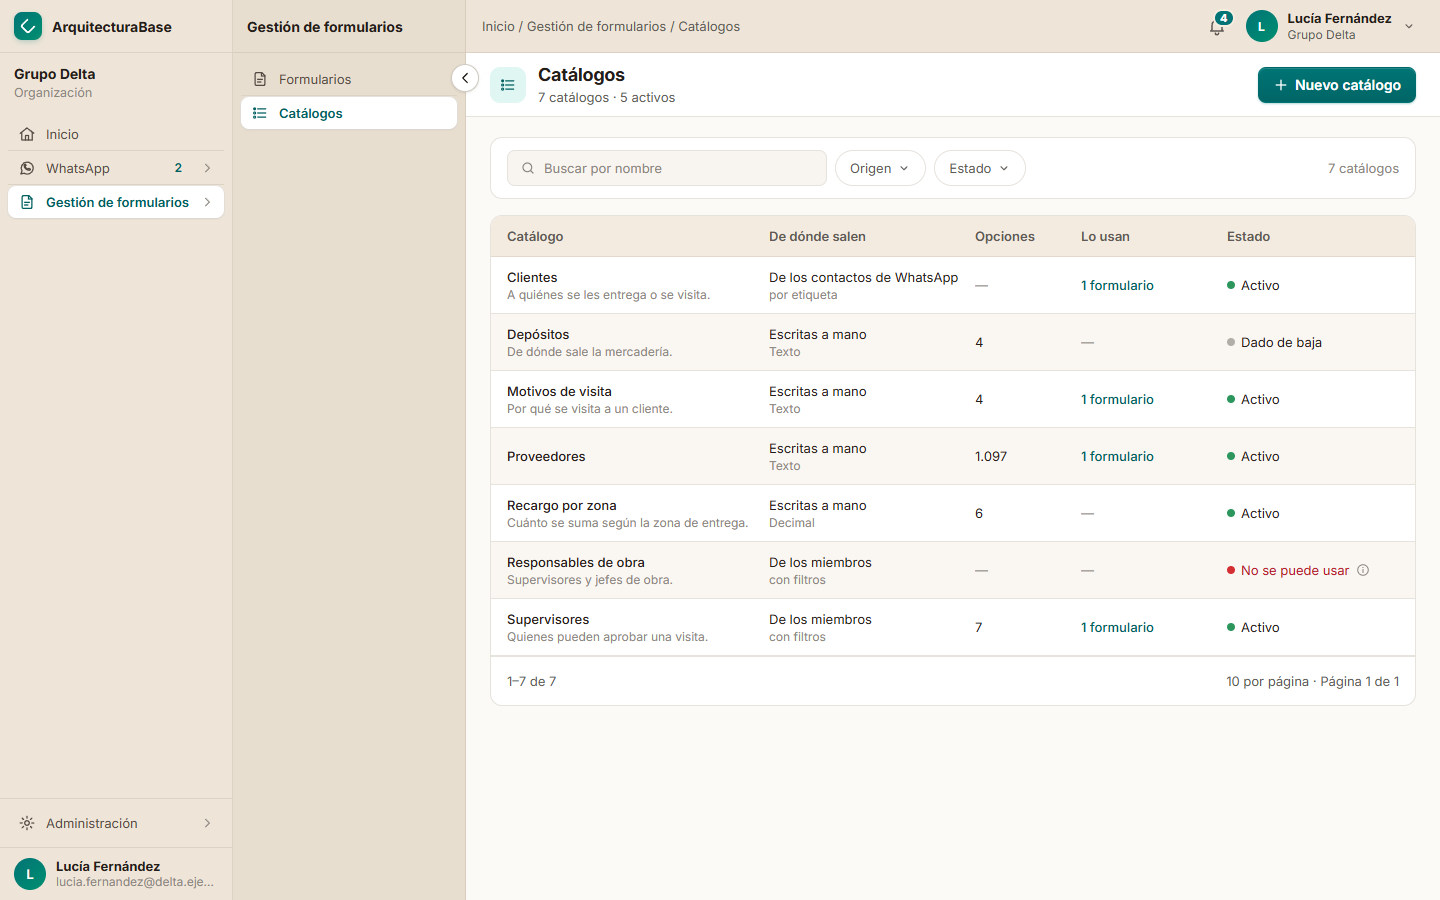 ArquitecturaBase
Grupo Delta
Organización
Inicio
WhatsApp 2
Gestión de formularios
Administración
Lucía Fernández
lucia.fernandez@delta.eje...
Gestión de formularios
Formularios
Catálogos
Inicio / Gestión de formularios / Catálogos
4
L
Lucía Fernández
Grupo Delta
Catálogos
7 catálogos · 5 activos
Nuevo catálogo
Buscar por nombre
Origen
Estado
7 catálogos
Catálogo De dónde salen Opciones Lo usan Estado
Clientes De los contactos de WhatsApp — 1 formulario Activo
A quiénes se les entrega o se visita. por etiqueta
Depósitos Escritas a mano 4 — Dado de baja
De dónde sale la mercadería. Texto
Motivos de visita Escritas a mano 4 1 formulario Activo
Por qué se visita a un cliente. Texto
Proveedores Escritas a mano 1.097 1 formulario Activo
Texto
Recargo por zona Escritas a mano 6 — Activo
Cuánto se suma según la zona de entrega. Decimal
Responsables de obra De los miembros — — No se puede usar
Supervisores y jefes de obra. con filtros
Supervisores De los miembros 7 1 formulario Activo
Quienes pueden aprobar una visita. con filtros
1–7 de 7
10 por página · Página 1 de 1
L